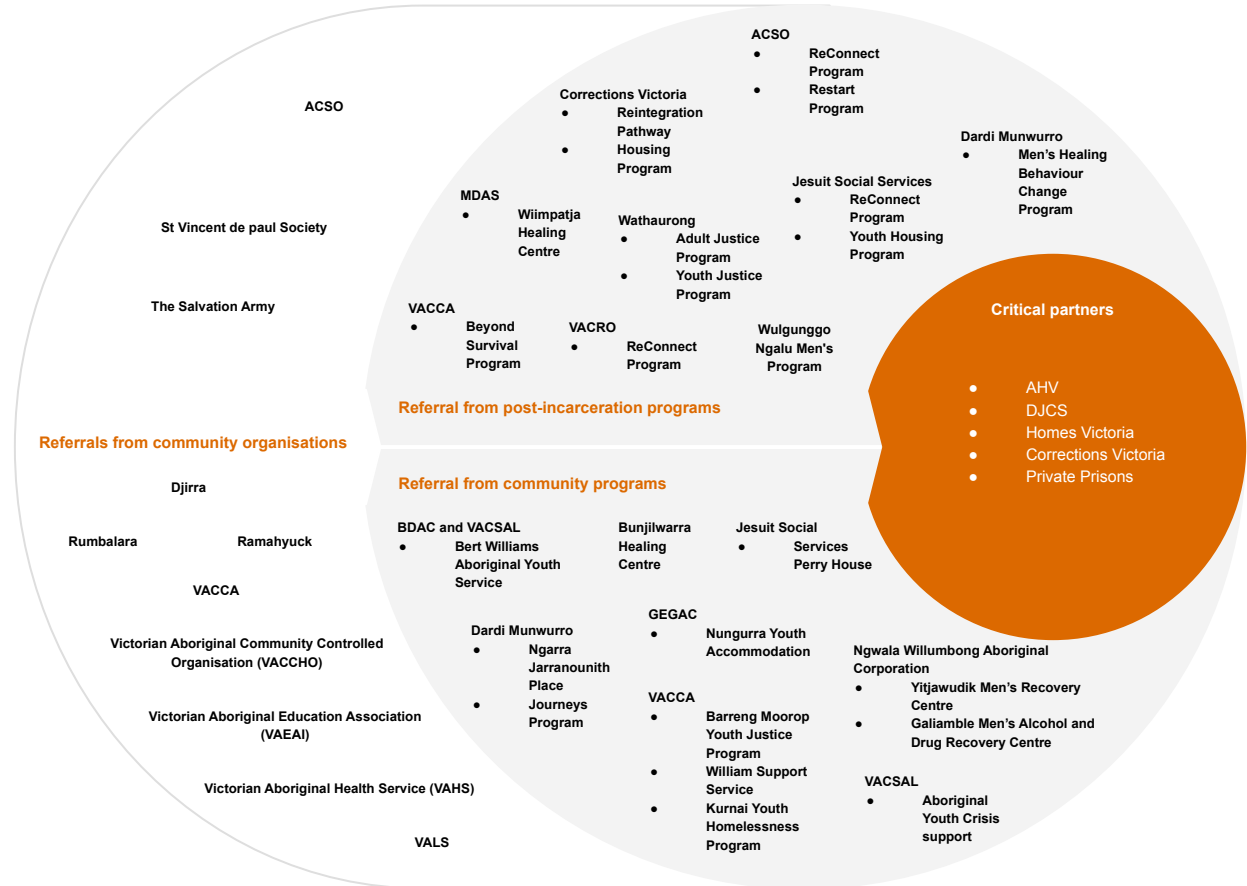 ACSO
St Vincent de paul Society
The Salvation Army
Referrals from community organisations
Djirra
Rumbalara
Ramahyuck
VACCA
Victorian Aboriginal Community Controlled
Organisation (VACCHO)
Victorian Aboriginal Education Association
(VAEAI)
Victorian Aboriginal Health Service (VAHS)
VALS
ACSO
● ReConnect
Program
● Restart
Program
Corrections Victoria
● Reintegration
Pathway
● Housing
Program
Dardi Munwurro
● Men’s Healing
Behaviour
Change
Program
MDAS
● Wiimpatja
Healing
Centre
Wathaurong
● Adult Justice
Program
● Youth Justice
Program
Jesuit Social Services
● ReConnect
Program
● Youth Housing
Program
VACCA
● Beyond
Survival
Program
VACRO
● ReConnect
Program
Wulgunggo
Ngalu Men's
Program
Referral from post-incarceration programs
Referral from community programs
BDAC and VACSAL
● Bert Williams
Aboriginal Youth
Service
Bunjilwarra
Healing
Centre
Jesuit Social
● Services
Perry House
Dardi Munwurro
● Ngarra
Jarranounith
Place
● Journeys
Program
GEGAC
● Nungurra Youth
Accommodation
VACCA
● Barreng Moorop
Youth Justice
Program
● William Support
Service
● Kurnai Youth
Homelessness
Program
Ngwala Willumbong Aboriginal
Corporation
● Yitjawudik Men’s Recovery
Centre
● Galiamble Men’s Alcohol and
Drug Recovery Centre
VACSAL
● Aboriginal
Youth Crisis
support
Critical partners
● AHV
● DJCS
● Homes Victoria
● Corrections Victoria
● Private Prisons